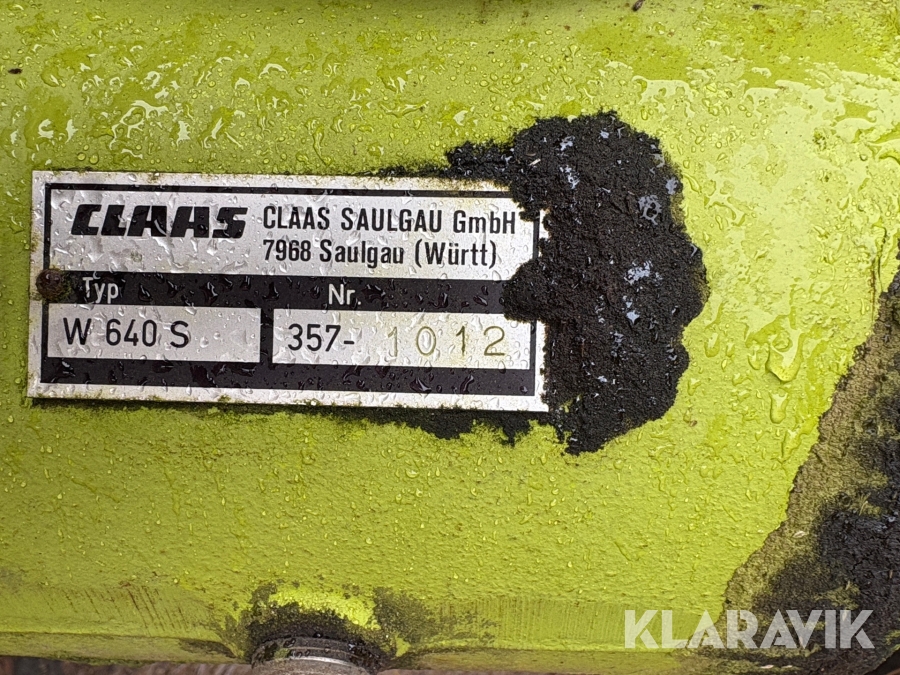 CLAAS CLAAS SAULGAU GmbH
7968 Saulgau (Württ)
Typ Nr.
W 640 S 357- 1012
KLARAVIK